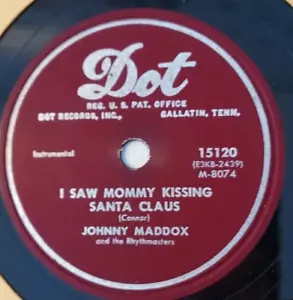 Dot
REG. U. S. PAT. OFFICE
DOT RECORDS, INC., GALLATIN, TENN.
Instrumental 15120
(E3KB-2439)
M-8074
I SAW MOMMY KISSING
SANTA CLAUS
(Connor)
JOHNNY MADDOX
and the Rhythmasters